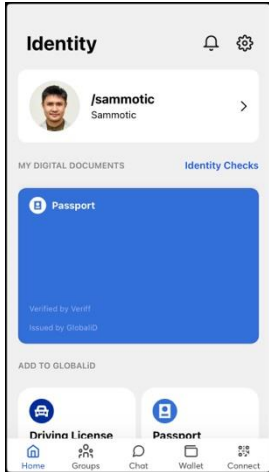 Identity
/sammotic
Sammotic
MY DIGITAL DOCUMENTS
Identity Checks
Passport
Verified by Veriff
Issued by GlobaliD
ADD TO GLOBALiD
Driving License
Passport
Home
Groups
Chat
Wallet
Connect